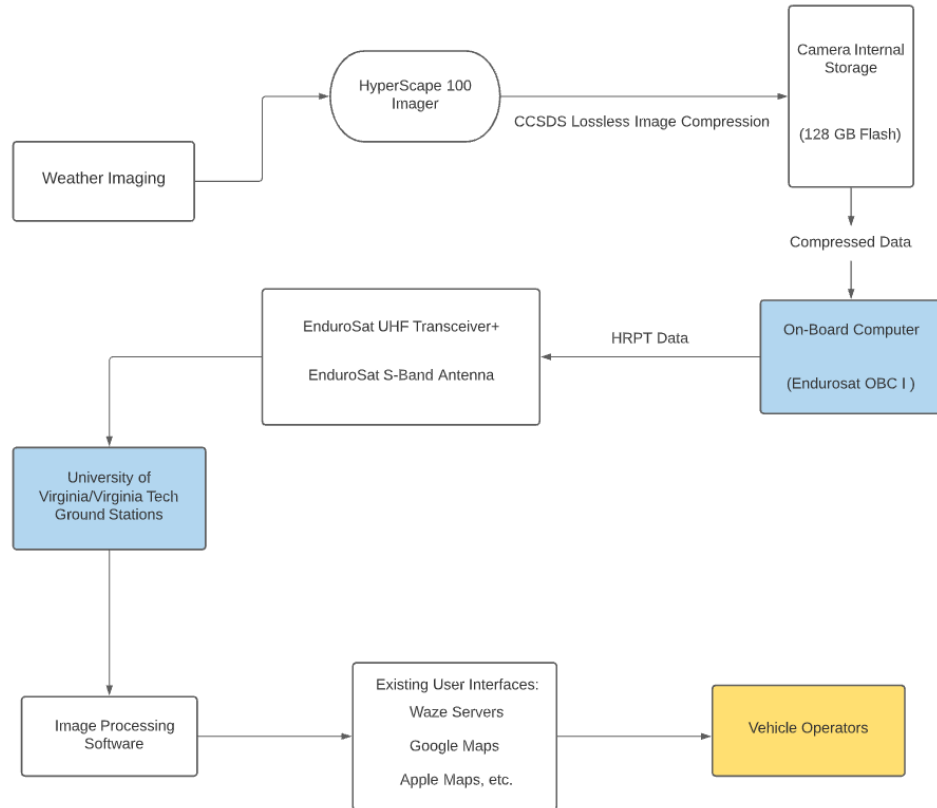 Weather Imaging
HyperScape 100
Imager
CCSDS Lossless Image Compression
Camera Internal
Storage
(128 GB Flash)
Compressed Data
On-Board Computer
(Endurosat OBC I )
HRPT Data
EnduroSat UHF Transceiver+
EnduroSat S-Band Antenna
University of
Virginia/Virginia Tech
Ground Stations
Image Processing
Software
Existing User Interfaces:
Waze Servers
Google Maps
Apple Maps, etc.
Vehicle Operators